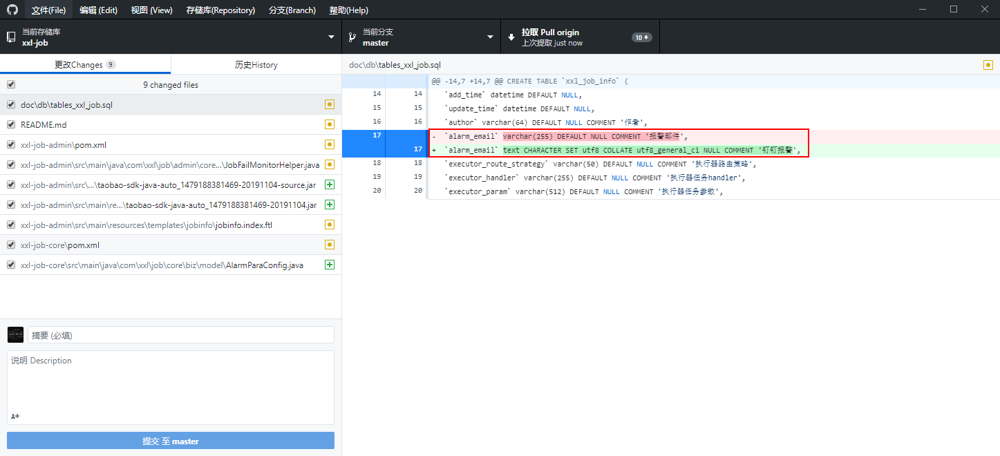 文件(File) 编辑 (Edit) 视图 (View) 存储库(Repository) 分支(Branch) 整助(Help)
当前存储库
xxl-job
当前分支
master
拉取 Pull origin
上次提取 just now
10
更改Changes 9
历史History
9 changed files
doc\db\tables_xxl_job.sql
README.md
xxl-job-admin\pom.xml
xxl-job-admin\src\main\java\com\xxl\job\admin\core...\JobFailMonitorHelper.java
xxl-job-admin\src\...\taobao-sdk-java-auto_1479188381469-20191104-source.jar
xxl-job-admin\src\main\re...\taobao-sdk-java-auto_1479188381469-20191104.jar
xxl-job-admin\src\main\resources\templates\jobinfo\jobinfo.index.ftl
xxl-job-core\pom.xml
xxl-job-core\src\main\java\com\xxl\job\core\biz\model\AlarmParaConfig.java
摘要 (必填)
说明 Description
提交 至 master
doc\db\tables_xxl_job.sql
@@ -14,7 +14,7 @@ CREATE TABLE `xxl_job_info` (
14 14 `add_time` datetime DEFAULT NULL,
15 15 `update_time` datetime DEFAULT NULL,
16 16 `author` varchar(64) DEFAULT NULL COMMENT '作者',
17 - `alarm_email` varchar(255) DEFAULT NULL COMMENT '报警邮件',
17 + `alarm_email` text CHARACTER SET utf8 COLLATE utf8_general_ci NULL COMMENT '钉钉报警',
18 18 `executor_route_strategy` varchar(50) DEFAULT NULL COMMENT '执行器路由策略',
19 19 `executor_handler` varchar(255) DEFAULT NULL COMMENT '执行器任务handler',
20 20 `executor_param` varchar(512) DEFAULT NULL COMMENT '执行器任务参数',